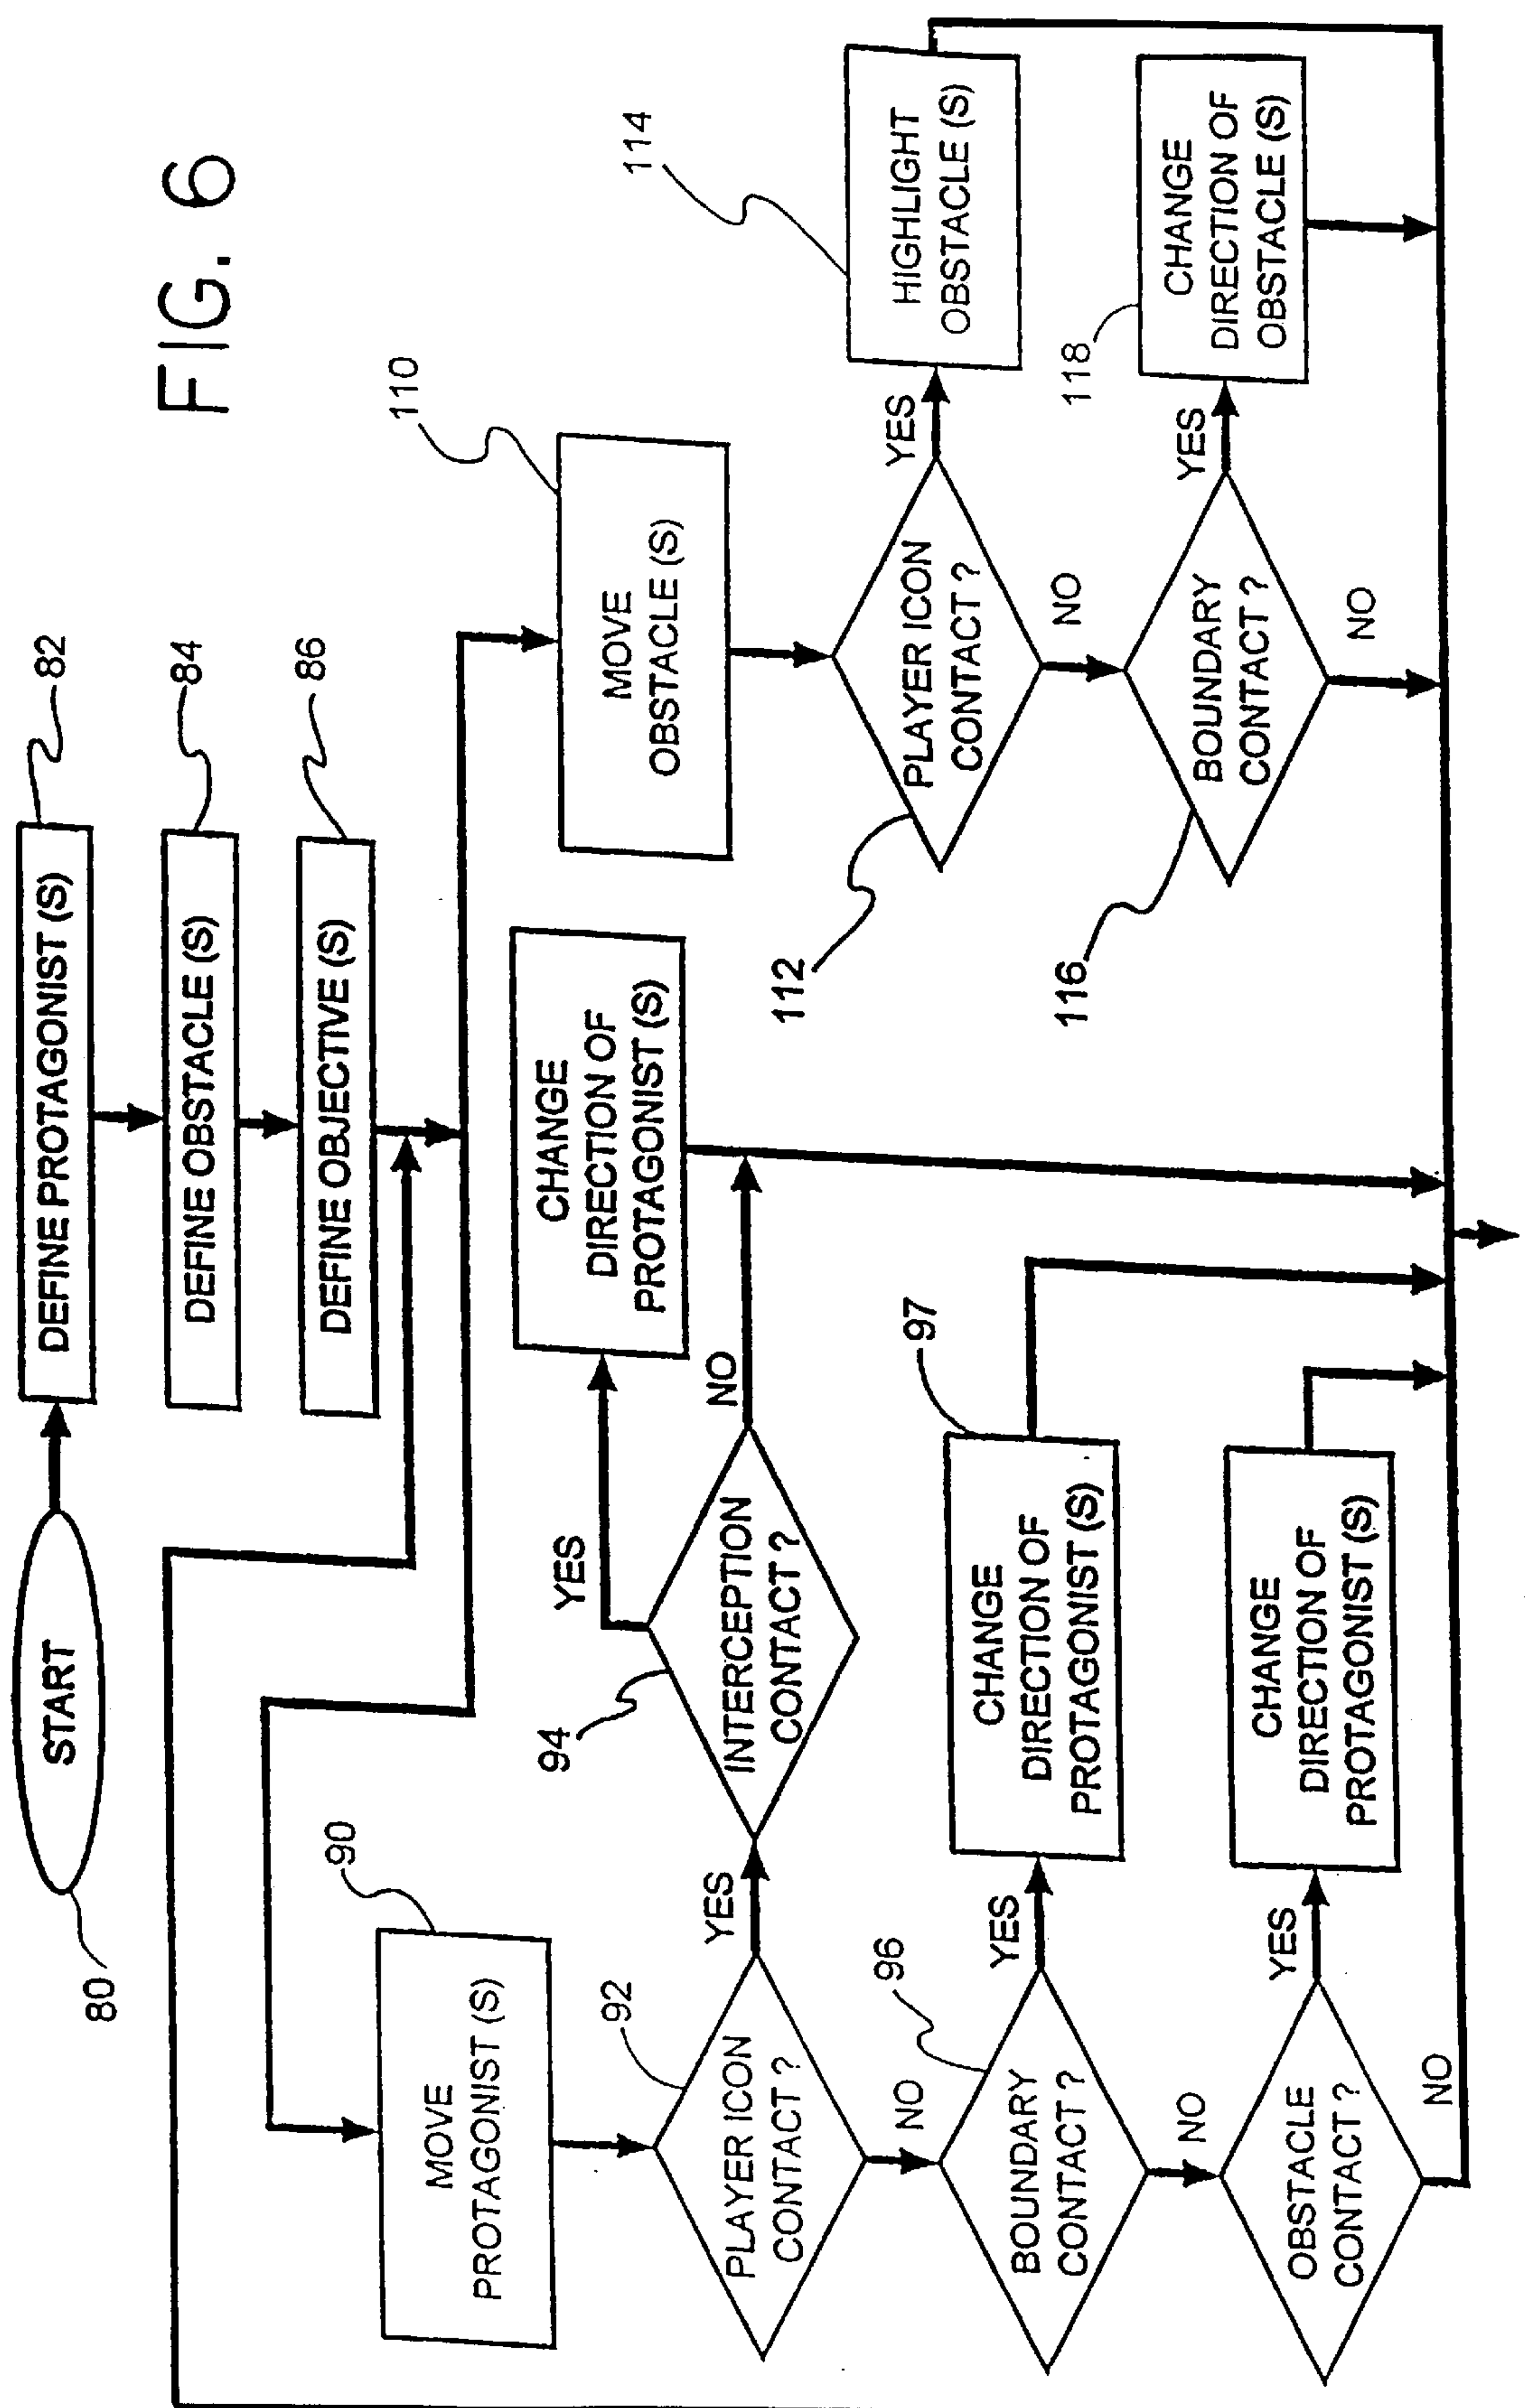 FIG. 6
START
80
DEFINE PROTAGONIST (S)
82
DEFINE OBSTACLE (S)
84
DEFINE OBJECTIVE (S)
86
MOVE
PROTAGONIST (S)
90
PLAYER ICON
CONTACT ?
92
YES
NO
INTERCEPTION
CONTACT ?
94
YES
NO
CHANGE
DIRECTION OF
PROTAGONIST (S)
BOUNDARY
CONTACT ?
96
YES
NO
CHANGE
DIRECTION OF
PROTAGONIST (S)
97
OBSTACLE
CONTACT ?
YES
NO
CHANGE
DIRECTION OF
PROTAGONIST (S)
MOVE
OBSTACLE (S)
110
PLAYER ICON
CONTACT ?
112
YES
NO
HIGHLIGHT
OBSTACLE (S)
114
BOUNDARY
CONTACT ?
116
YES
NO
CHANGE
DIRECTION OF
OBSTACLE (S)
118